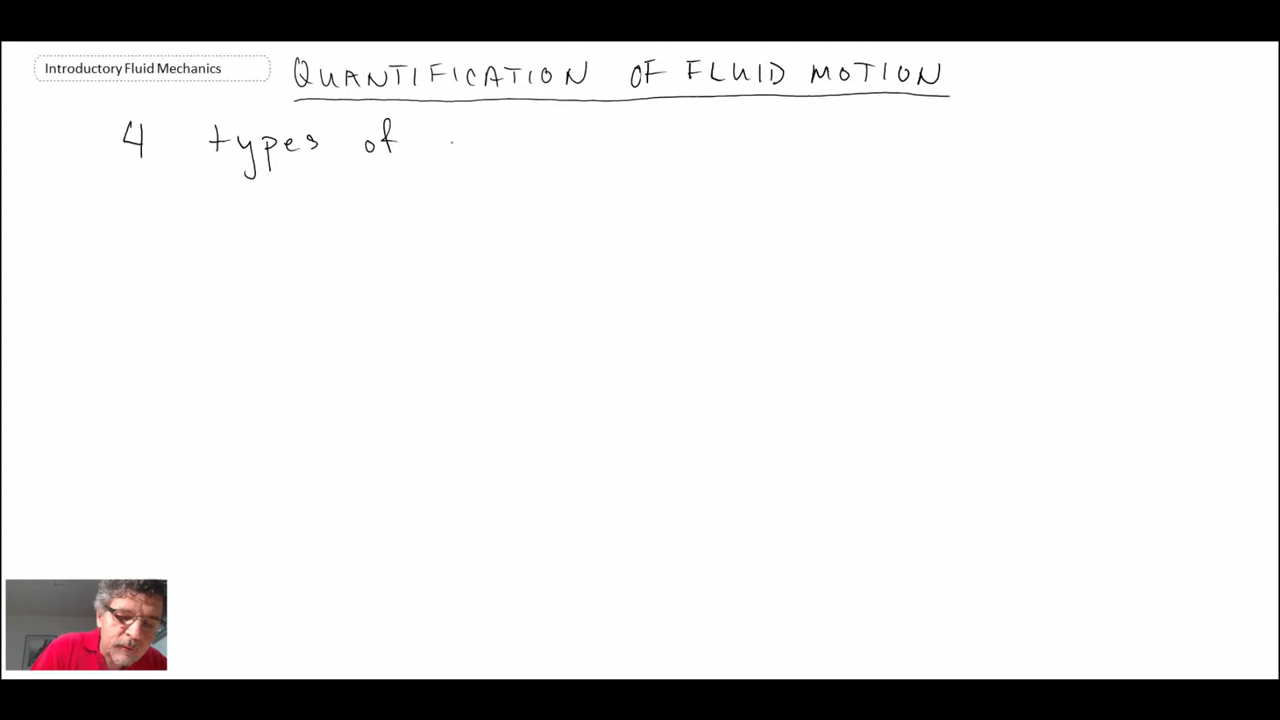 Introductory Fluid Mechanics
QUANTIFICATION OF FLUID MOTION
4 types of